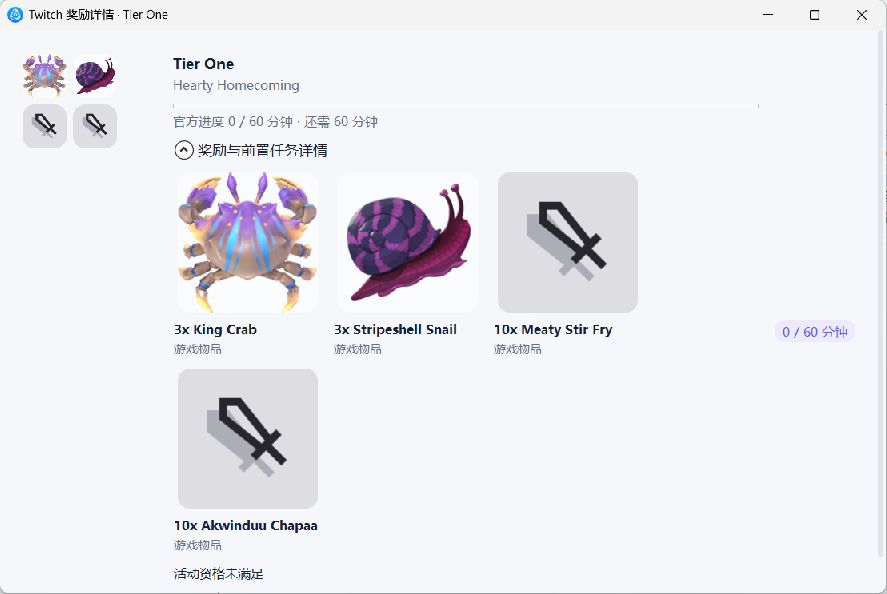 Twitch 奖励详情 · Tier One
Tier One
Hearty Homecoming
官方进度 0 / 60 分钟 · 还需 60 分钟
奖励与前置任务详情
3x King Crab
3x Stripeshell Snail
10x Meaty Stir Fry
游戏物品
游戏物品
游戏物品
0 / 60 分钟
10x Akwinduu Chapaa
游戏物品
活动资格未满足